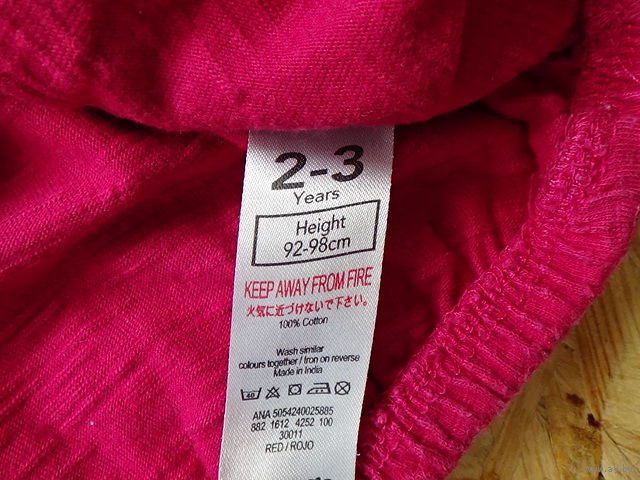 2-3
Years
Height
92-98cm
KEEP AWAY FROM FIRE
火気に近づけないで下さい。
100% Cotton
Wash similar
colours together / Iron on reverse
Made in India
40
ANA 5054240025885
882 1612 4252 100
30011
RED / ROJO